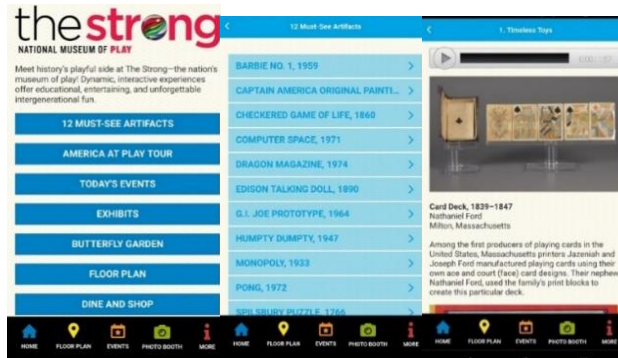 the strong
NATIONAL MUSEUM OF PLAY
Meet history's playful side at The Strong—the nation's
museum of play! Dynamic, interactive experiences
offer educational, entertaining, and unforgettable
intergenerational fun.
12 MUST-SEE ARTIFACTS
AMERICA AT PLAY TOUR
TODAY'S EVENTS
EXHIBITS
BUTTERFLY GARDEN
FLOOR PLAN
DINE AND SHOP
HOME
FLOOR PLAN
EVENTS
PHOTO BOOTH
MORE
12 Must-See Artifacts
BARBIE NO. 1, 1959
CAPTAIN AMERICA ORIGINAL PAINTI...
CHECKERED GAME OF LIFE, 1860
COMPUTER SPACE, 1971
DRAGON MAGAZINE, 1974
EDISON TALKING DOLL, 1890
G.I. JOE PROTOTYPE, 1964
HUMPTY DUMPTY, 1947
MONOPOLY, 1933
PONG, 1972
SPILSBURY PUZZLE, 1766
HOME
FLOOR PLAN
EVENTS
PHOTO BOOTH
MORE
1. Timeless Toys
Card Deck, 1839–1847
Nathaniel Ford
Milton, Massachusetts
Among the first producers of playing cards in the
United States, Massachusetts printers Jazeniah and
Joseph Ford manufactured playing cards using their
own ace and court (face) card designs. Their nephew
Nathaniel Ford, used the family's print blocks to
create this particular deck.
HOME
FLOOR PLAN
EVENTS
PHOTO BOOTH
MORE